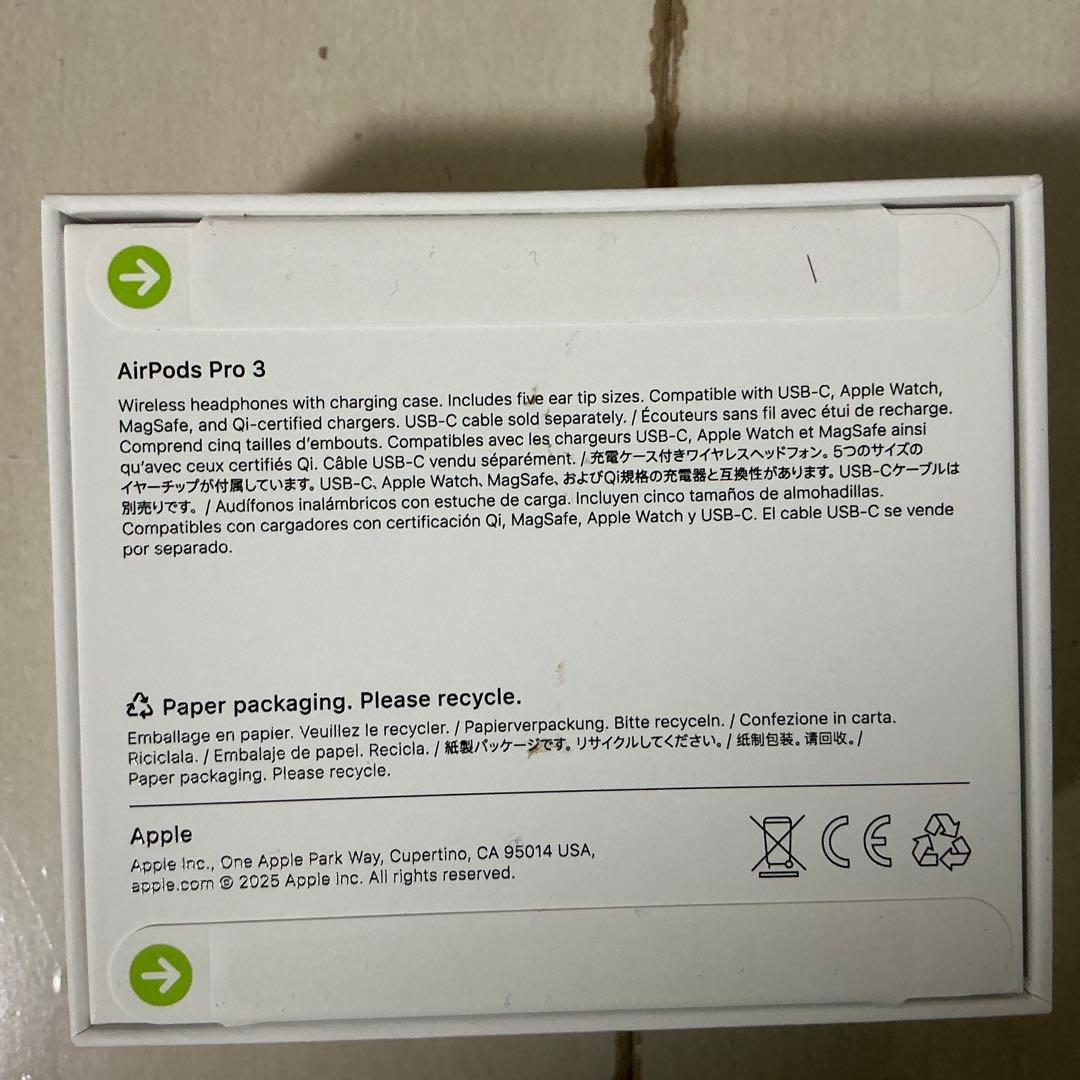 AirPods Pro 3
Wireless headphones with charging case. Includes five ear tip sizes. Compatible with USB-C, Apple Watch,
MagSafe, and Qi-certified chargers. USB-C cable sold separately. / Écouteurs sans fil avec étui de recharge.
Comprend cinq tailles d'embouts. Compatibles avec les chargeurs USB-C, Apple Watch et MagSafe ainsi
qu'avec ceux certifiés Qi. Câble USB-C vendu séparément. / 充電ケース付きワイヤレスヘッドフォン。5つのサイズの
イヤーチップが付属しています。USB-C、Apple Watch、MagSafe、およびQi規格の充電器と互換性があります。USB-Cケーブルは
別売りです。 / Audífonos inalámbricos con estuche de carga. Incluyen cinco tamaños de almohadillas.
Compatibles con cargadores con certificación Qi, MagSafe, Apple Watch y USB-C. El cable USB-C se vende
por separado.
Paper packaging. Please recycle.
Emballage en papier. Veuillez le recycler. / Papierverpackung. Bitte recyceln. / Confezione in carta.
Riciclala. / Embalaje de papel. Recicla. / 紙製パッケージです。リサイクルしてください。/ 纸制包装。请回收。/
Paper packaging. Please recycle.
Apple
Apple Inc., One Apple Park Way, Cupertino, CA 95014 USA,
apple.com © 2025 Apple Inc. All rights reserved.
CE